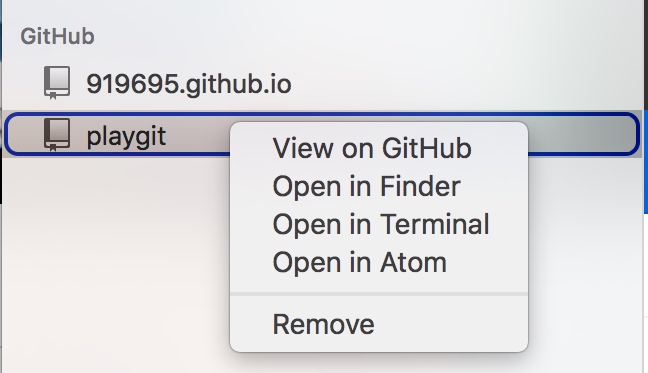 GitHub
919695.github.io
playgit
View on GitHub
Open in Finder
Open in Terminal
Open in Atom
Remove